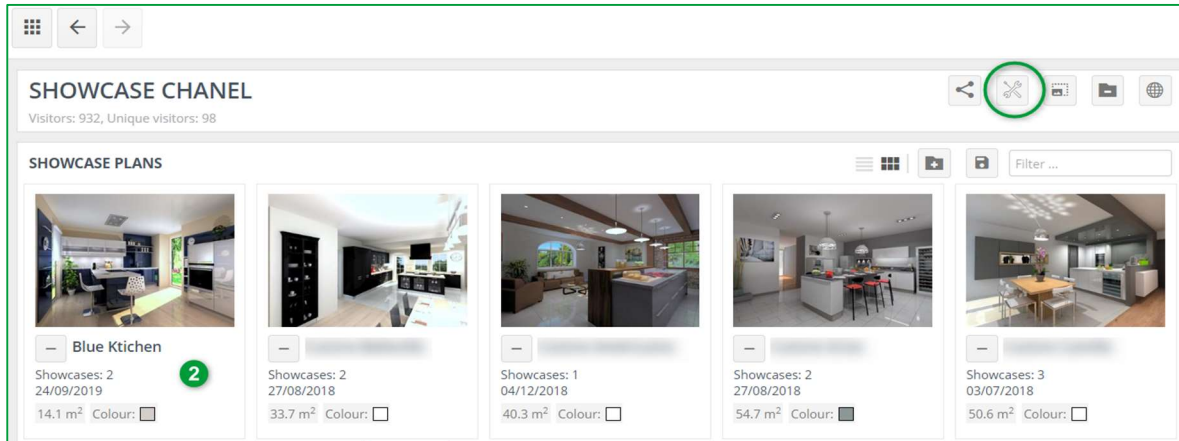 SHOWCASE CHANEL
Visitors: 932, Unique visitors: 98
SHOWCASE PLANS
Filter ...
Blue Ktichen
Showcases: 2
24/09/2019
14.1 m² Colour:
2
Showcases: 2
27/08/2018
33.7 m² Colour:
Showcases: 1
04/12/2018
40.3 m² Colour:
Showcases: 2
27/08/2018
54.7 m² Colour:
Showcases: 3
03/07/2018
50.6 m² Colour: